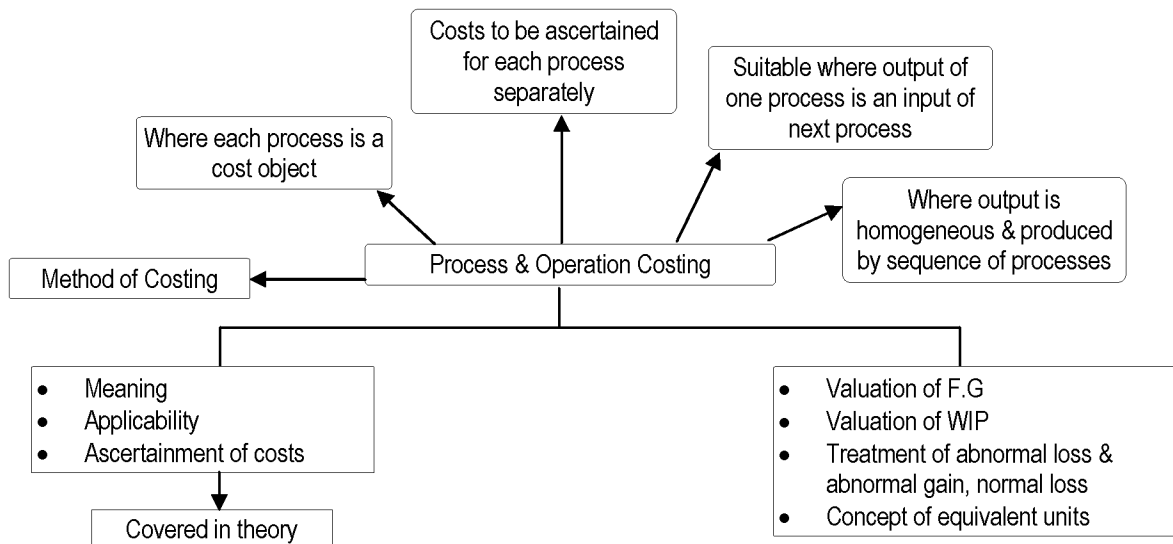 Costs to be ascertained
for each process
separately
Suitable where output of
one process is an input of
next process
Where each process is a
cost object
Where output is
homogeneous & produced
by sequence of processes
Process & Operation Costing
Method of Costing
• Meaning
• Applicability
• Ascertainment of costs
Covered in theory
• Valuation of F.G
• Valuation of WIP
• Treatment of abnormal loss &
abnormal gain, normal loss
• Concept of equivalent units